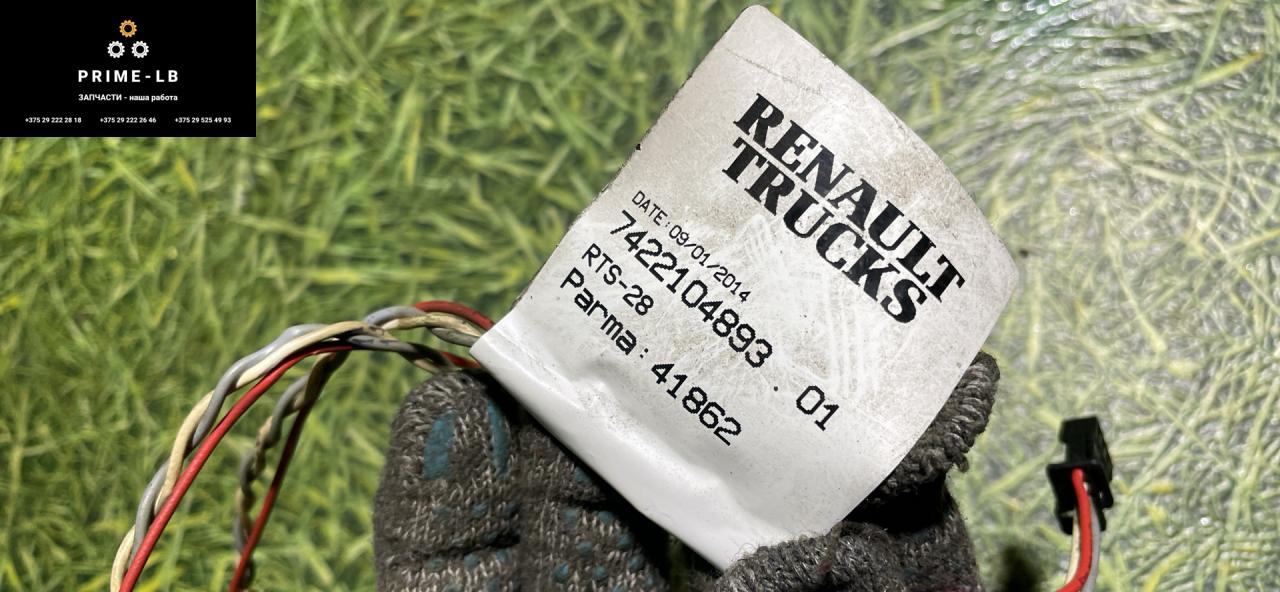 PRIME-LB
ЗАПЧАСТИ - наша работа
+375 29 222 28 18 +375 29 222 26 46 +375 29 525 49 93
RENAULT
TRUCKS
DATE:09/01/2014
7422104893.01
RTS-28
Parma:41862